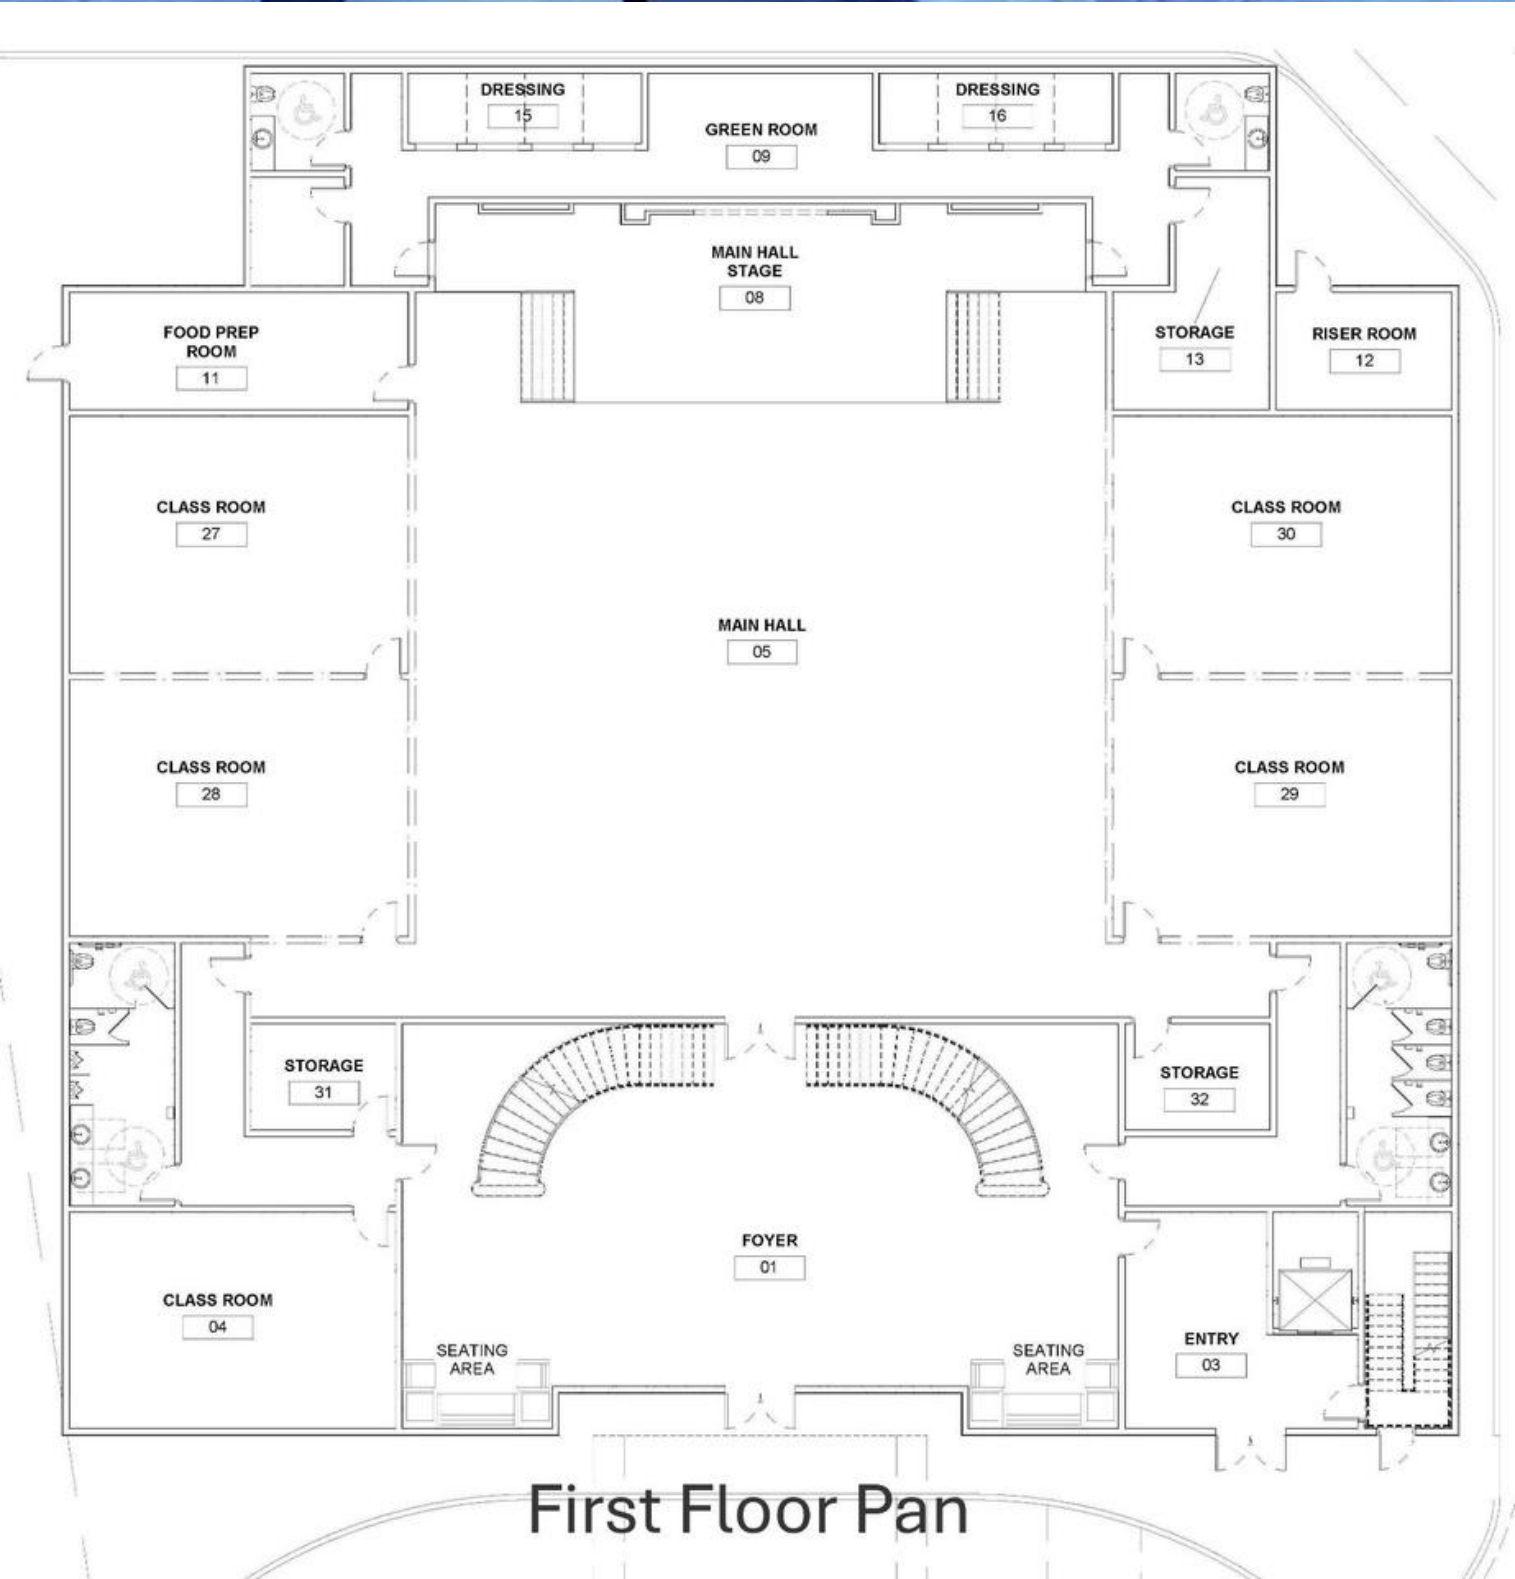 DRESSING
15
DRESSING
16
GREEN ROOM
09
MAIN HALL
STAGE
08
FOOD PREP
ROOM
11
STORAGE
13
RISER ROOM
12
CLASS ROOM
27
CLASS ROOM
30
MAIN HALL
05
CLASS ROOM
28
CLASS ROOM
29
STORAGE
31
STORAGE
32
FOYER
01
CLASS ROOM
04
SEATING
AREA
SEATING
AREA
ENTRY
03
First Floor Pan